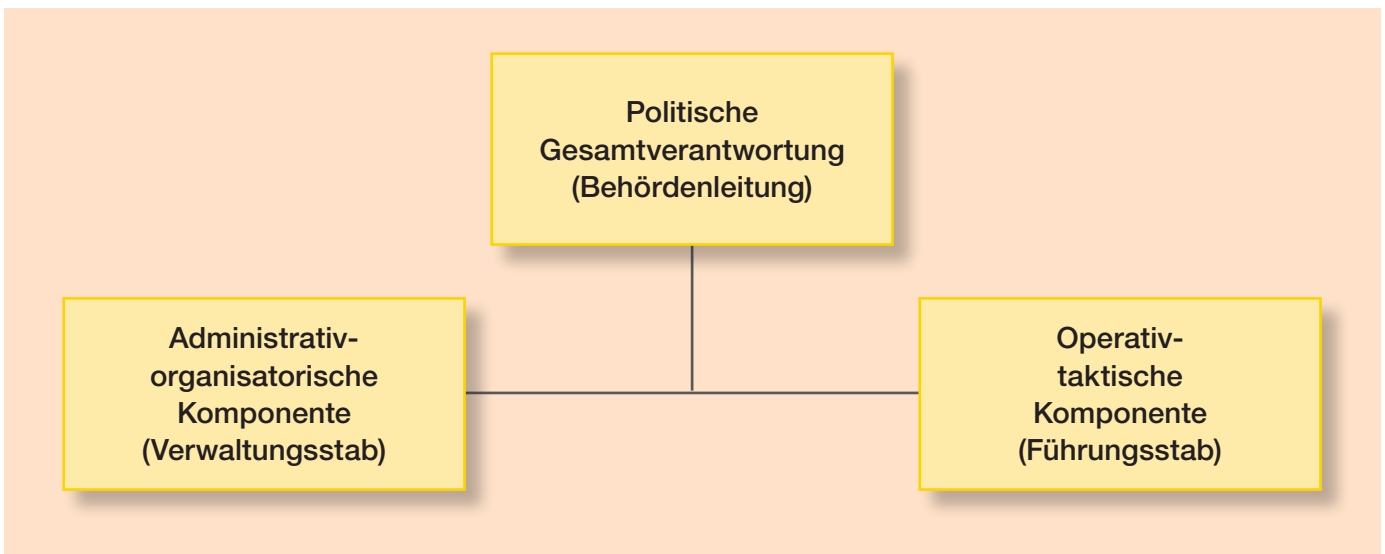 Politische
Gesamtverantwortung
(Behördenleitung)
Administrativ-
organisatorische
Komponente
(Verwaltungsstab)
Operativ-
taktische
Komponente
(Führungsstab)